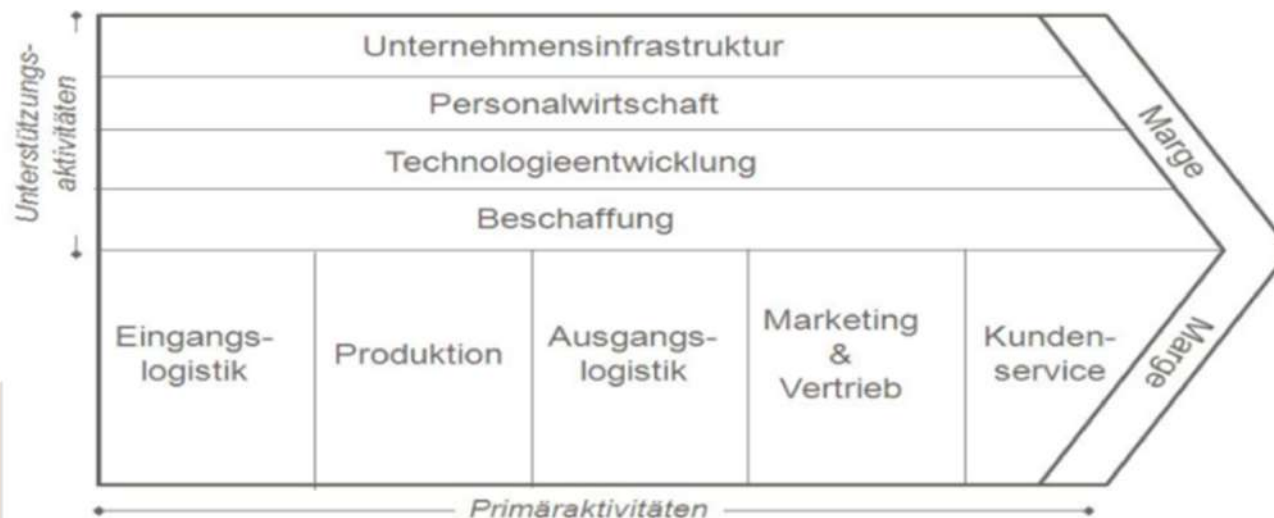 Unterstützungs-
aktivitäten
Unternehmensinfrastruktur
Personalwirtschaft
Technologieentwicklung
Beschaffung
Marge
Eingangs-
logistik
Produktion
Ausgangs-
logistik
Marketing
&
Vertrieb
Kunden-
service
Marge
Primäraktivitäten